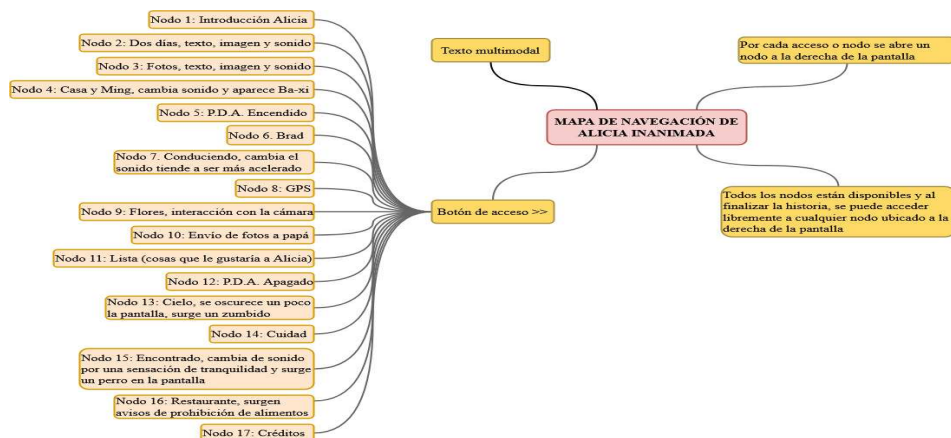 Nodo 1: Introducción Alicia
Nodo 2: Dos días, texto, imagen y sonido
Nodo 3: Fotos, texto, imagen y sonido
Nodo 4: Casa y Ming, cambia sonido y aparece Ba-xi
Nodo 5: P.D.A. Encendido
Nodo 6. Brad
Nodo 7. Conduciendo, cambia el
sonido tiende a ser más acelerado
Nodo 8: GPS
Nodo 9: Flores, interacción con la cámara
Nodo 10: Envío de fotos a papá
Nodo 11: Lista (cosas que le gustaría a Alicia)
Nodo 12: P.D.A. Apagado
Nodo 13: Cielo, se oscurece un poco
la pantalla, surge un zumbido
Nodo 14: Cuidad
Nodo 15: Encontrado, cambia de sonido
por una sensación de tranquilidad y surge
un perro en la pantalla
Nodo 16: Restaurante, surgen
avisos de prohibición de alimentos
Nodo 17: Créditos
Texto multimodal
Botón de acceso >>
MAPA DE NAVEGACIÓN DE
ALICIA INANIMADA
Por cada acceso o nodo se abre un
nodo a la derecha de la pantalla
Todos los nodos están disponibles y al
finalizar la historia, se puede acceder
libremente a cualquier nodo ubicado a la
derecha de la pantalla